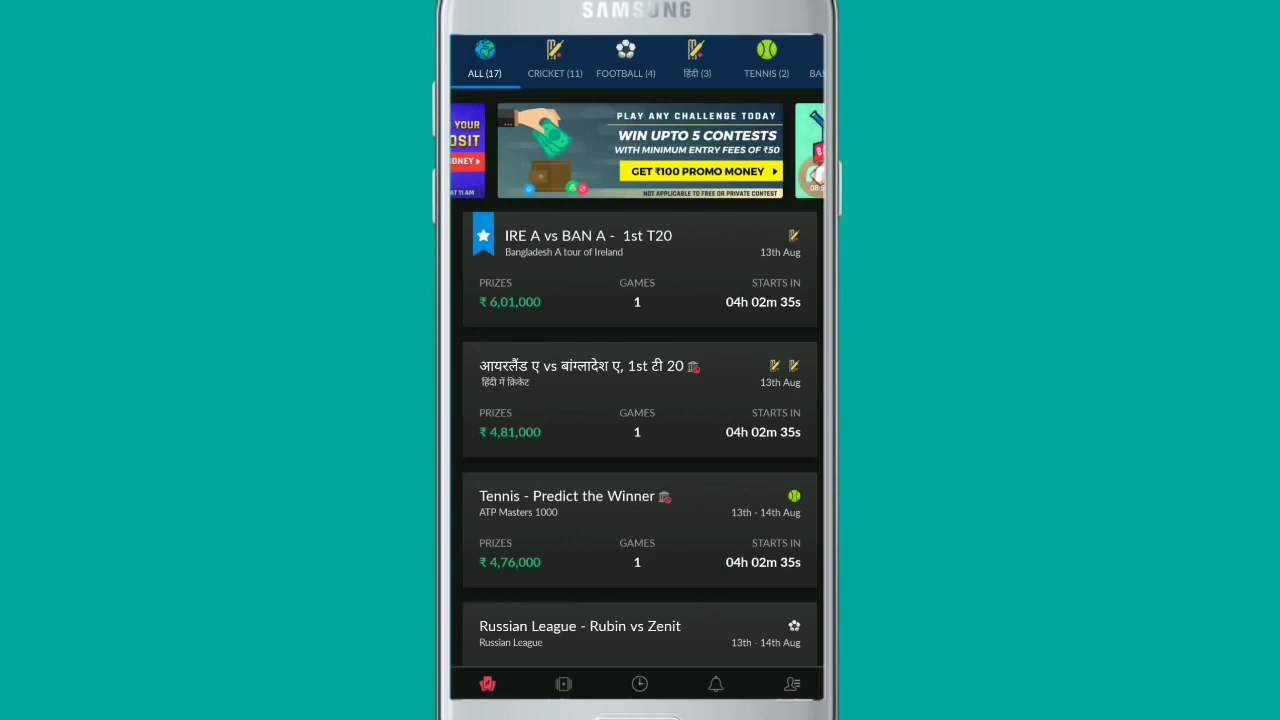 SAMSUNG
ALL (17) CRICKET (11) FOOTBALL (4) हिंदी (3) TENNIS (2) BAS
YOUR
OSIT
MONEY
AT 11 AM
PLAY ANY CHALLENGE TODAY
WIN UPTO 5 CONTESTS
WITH MINIMUM ENTRY FEES OF ₹50
GET ₹100 PROMO MONEY
NOT APPLICABLE TO FREE OR PRIVATE CONTEST
IRE A vs BAN A - 1st T20
Bangladesh A tour of Ireland 13th Aug
PRIZES GAMES STARTS IN
₹ 6,01,000 1 04h 02m 35s
आयरलैंड ए vs बांग्लादेश ए, 1st टी 20
हिंदी में क्रिकेट 13th Aug
PRIZES GAMES STARTS IN
₹ 4,81,000 1 04h 02m 35s
Tennis - Predict the Winner
ATP Masters 1000 13th - 14th Aug
PRIZES GAMES STARTS IN
₹ 4,76,000 1 04h 02m 35s
Russian League - Rubin vs Zenit
Russian League 13th - 14th Aug